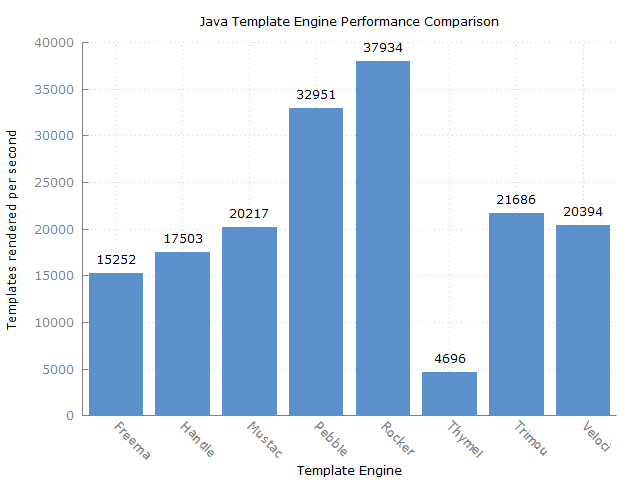 Java Template Engine Performance Comparison
40000
35000
30000
25000
20000
15000
10000
5000
0
Templates rendered per second
15252
17503
20217
32951
37934
4696
21686
20394
Freema
Handle
Mustac
Pebble
Rocker
Thymel
Trimou
Veloci
Template Engine